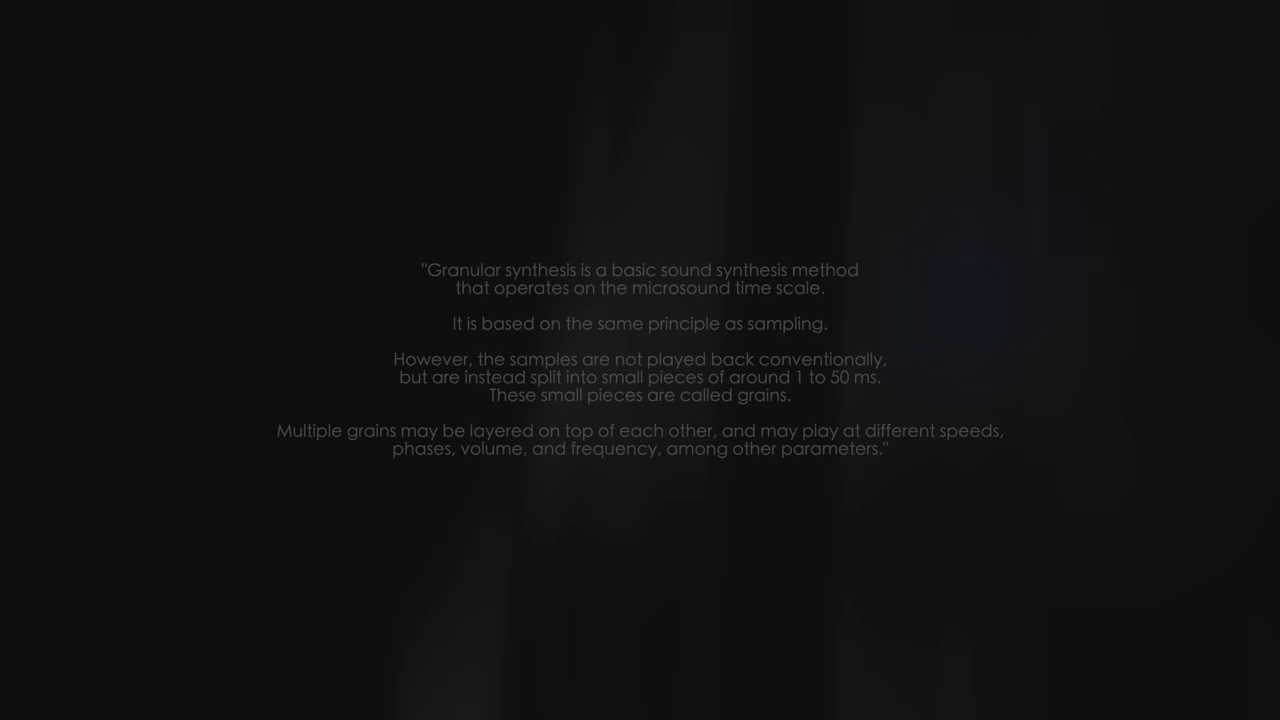 "Granular synthesis is a basic sound synthesis method
that operates on the microsound time scale.
It is based on the same principle as sampling.
However, the samples are not played back conventionally,
but are instead split into small pieces of around 1 to 50 ms.
These small pieces are called grains.
Multiple grains may be layered on top of each other, and may play at different speeds,
phases, volume, and frequency, among other parameters."